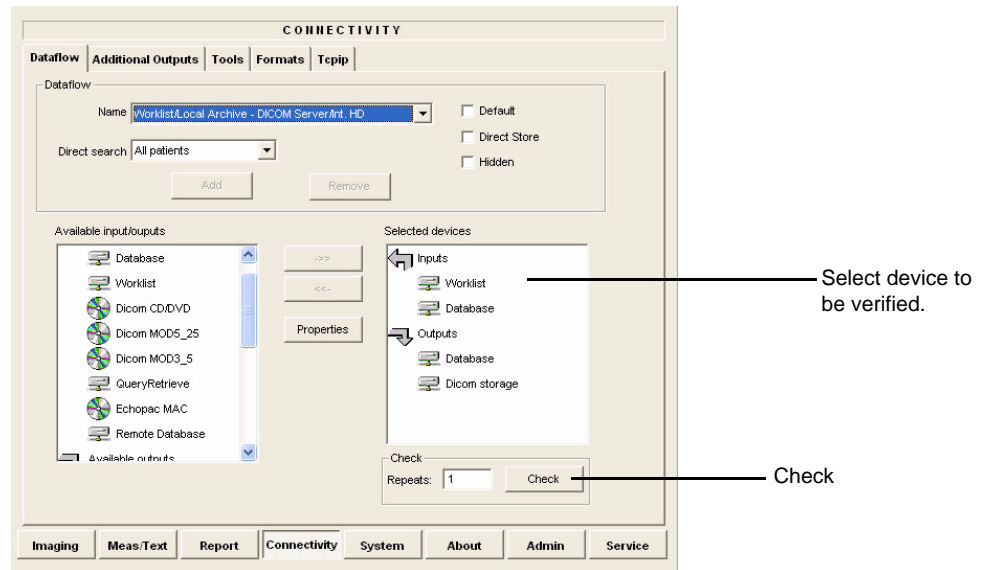 CONNECTIVITY
Dataflow Additional Outputs Tools Formats Tcpip
Dataflow
Name Worklist/Local Archive - DICOM Server/Int. HD
Default
Direct Store
Direct search All patients
Hidden
Add Remove
Available input/ouputs
Database
Worklist
Dicom CD/DVD
Dicom MOD5_25
Dicom MOD3_5
QueryRetrieve
Echopac MAC
Remote Database
Available outputs
->>
<<-
Properties
Selected devices
Inputs
Worklist
Database
Outputs
Database
Dicom storage
Check
Repeats: 1 Check
Select device to
be verified.
Check
Imaging Meas/Text Report Connectivity System About Admin Service